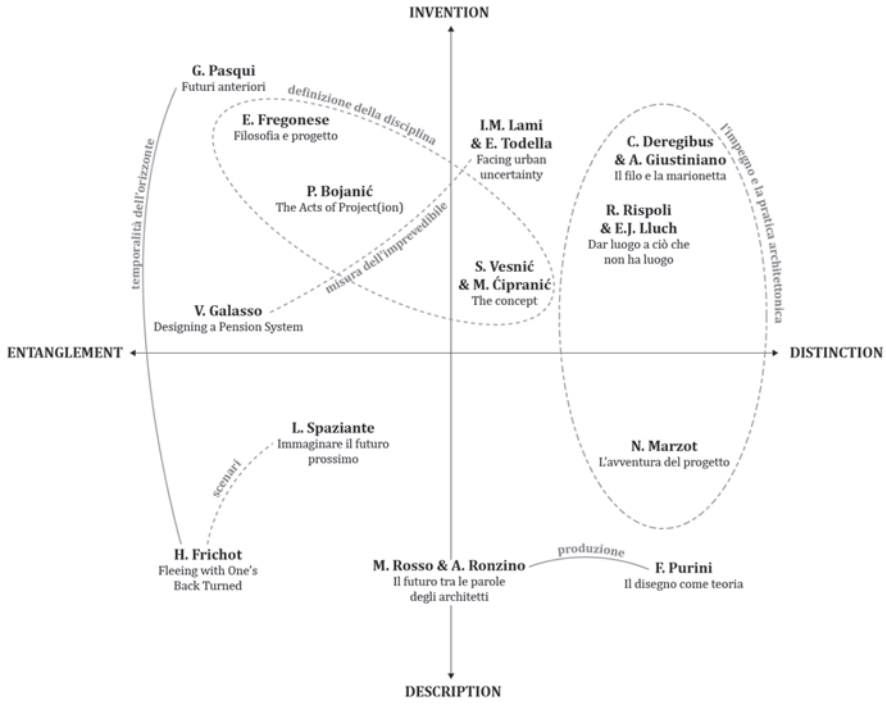 INVENTION
G. Pasqui
Futuri anteriori
definizione della disciplina
E. Fregonese
Filosofia e progetto
I.M. Lami
& E. Todella
Facing urban
uncertainty
C. Deregibus
& A. Giustiniano
Il filo e la marionetta
l'impegno e la pratica architettonica
P. Bojanić
The Acts of Project(ion)
R. Rispoli
& E.J. Lluch
Dar luogo a ciò che
non ha luogo
temporalità dell'orizzonte
misura dell'imprevedibile
S. Vesnić
& M. Ćipranić
The concept
V. Galasso
Designing a Pension System
ENTANGLEMENT
DISTINCTION
L. Spaziante
Immaginare il futuro
prossimo
N. Marzot
L'avventura del progetto
scenari
H. Frichot
Fleeing with One's
Back Turned
M. Rosso & A. Ronzino
Il futuro tra le parole
degli architetti
produzione
F. Purini
Il disegno come teoria
DESCRIPTION